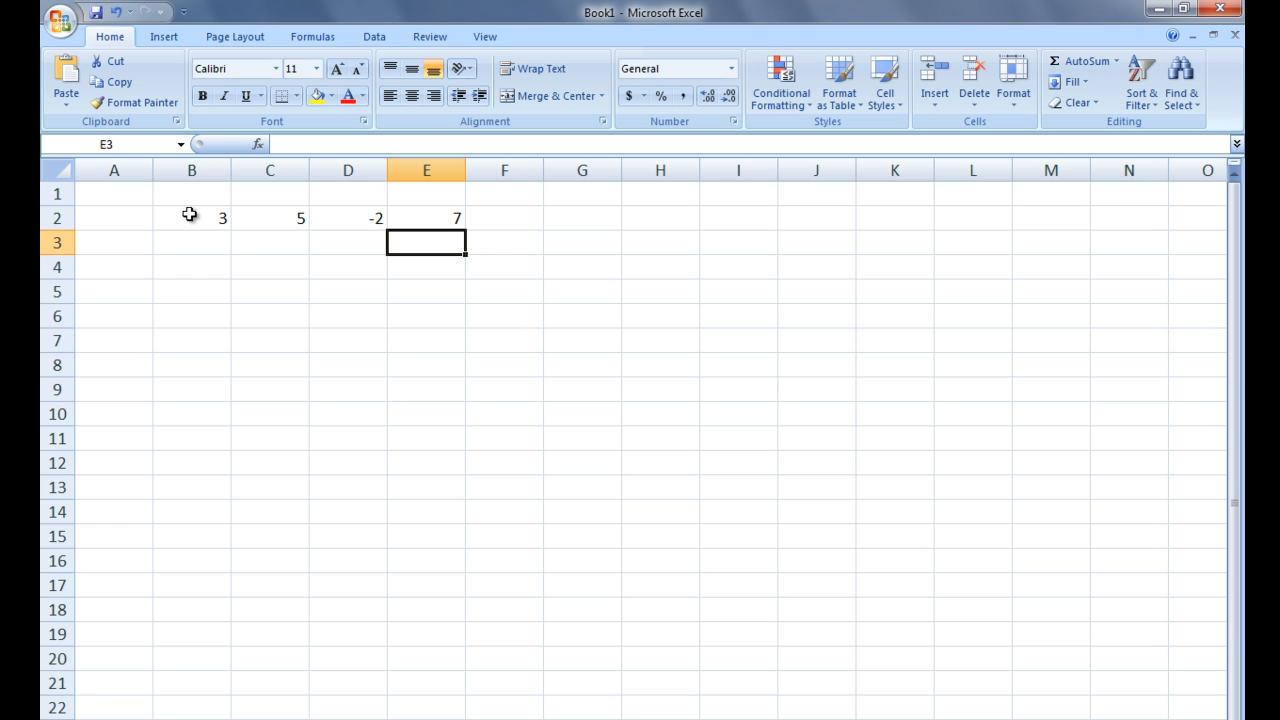 Book1 - Microsoft Excel
Home Insert Page Layout Formulas Data Review View
Cut
Copy
Format Painter
Paste
Clipboard
Calibri 11
B I U
Font
Wrap Text
Merge & Center
Alignment
General
$ % ,
Number
Conditional Formatting
Format as Table
Cell Styles
Styles
Insert Delete Format
Cells
Σ AutoSum
Fill
Clear
Sort & Filter
Find & Select
Editing
E3 fx
A B C D E F G H I J K L M N O
1
2 3 5 -2 7
3
4
5
6
7
8
9
10
11
12
13
14
15
16
17
18
19
20
21
22